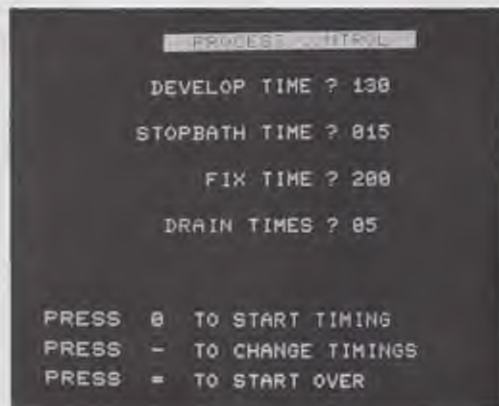 PROCESS CONTROL
DEVELOP TIME ? 130
STOPBATH TIME ? 015
FIX TIME ? 200
DRAIN TIMES ? 05
PRESS 0 TO START TIMING
PRESS - TO CHANGE TIMINGS
PRESS = TO START OVER